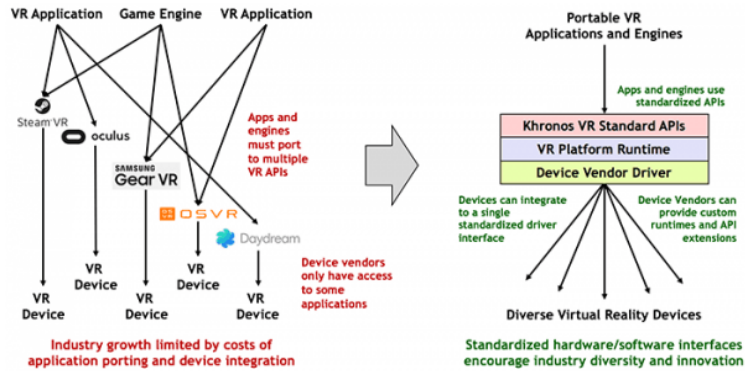 VR Application Game Engine VR Application
Steam VR
oculus
SAMSUNG
Gear VR
OSVR
Daydream
Apps and
engines
must port
to multiple
VR APIs
VR
Device
VR
Device
Device vendors
only have access
to some
applications
VR
Device
VR
Device
VR
Device
Industry growth limited by costs of
application porting and device integration
Portable VR
Applications and Engines
Apps and engines use
standardized APIs
Khronos VR Standard APIs
VR Platform Runtime
Device Vendor Driver
Devices can integrate
to a single
standardized driver
interface
Device Vendors can
provide custom
runtimes and API
extensions
Diverse Virtual Reality Devices
Standardized hardware/software interfaces
encourage industry diversity and innovation